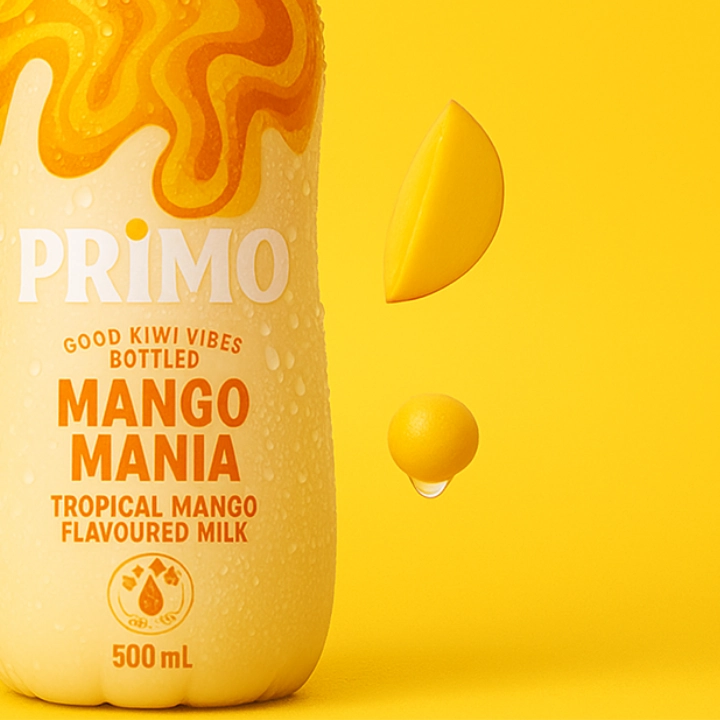 PRiMO
GOOD KIWI VIBES
BOTTLED
MANGO
MANIA
TROPICAL MANGO
FLAVOURED MILK
500 mL